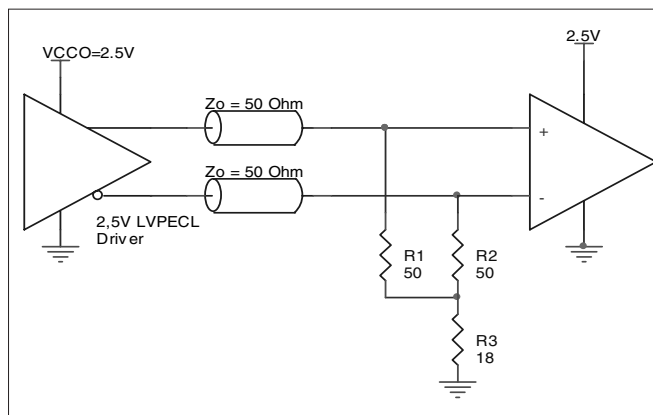 VCCO=2.5V
2.5V
Zo = 50 Ohm
+
Zo = 50 Ohm
-
2,5V LVPECL
Driver
R1
50
R2
50
R3
18